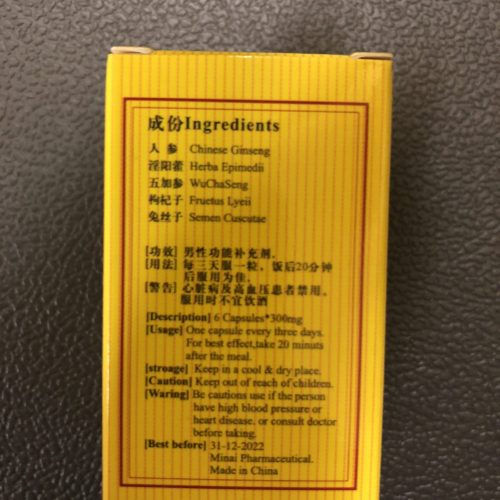 成份Ingredients
人参 Chinese Ginseng
淫阳藿 Herba Epimedii
五加参 WuChaSeng
枸杞子 Fruetus Lyeii
兔丝子 Semen Cuscutae
[功效] 男性功能补充剂。
[用法] 每三天服一粒，饭后20分钟
后服用为佳。
[警告] 心脏病及高血压患者禁用。
服用时不宜饮酒
[Description] 6 Capsules*300mg
[Usage] One capsule every three days.
For best effect,take 20 minuts
after the meal.
[stroage] Keep in a cool & dry place.
[Caution] Keep out of reach of children.
[Waring] Be cautions use if the person
have high blood pressure or
heart disease, or consult doctor
before taking.
[Best before] 31-12-2022
Minai Pharmaceutical.
Made in China